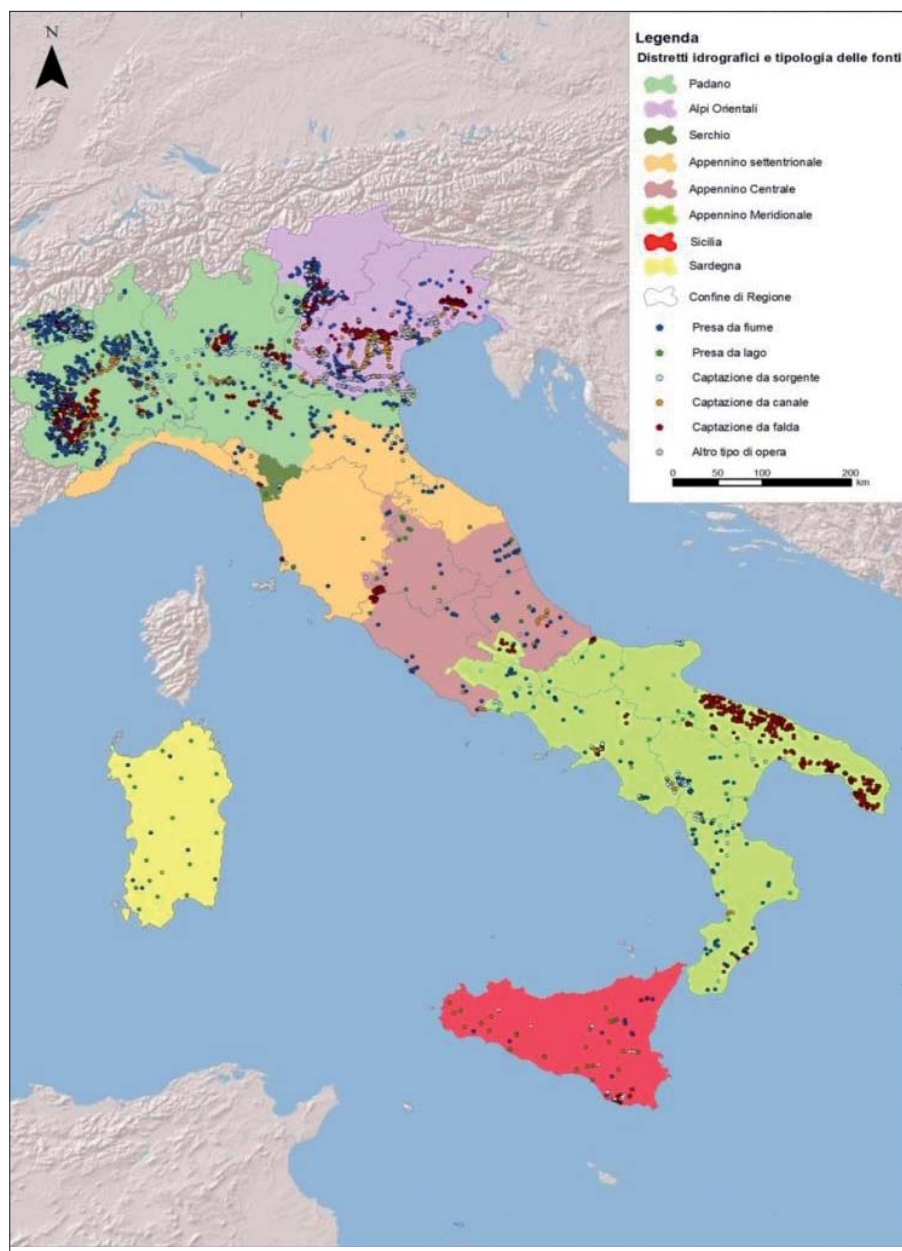 N
Legenda
Distretti idrografici e tipologia delle fonti
Padano
Alpi Orientali
Serchio
Appennino settentrionale
Appennino Centrale
Appennino Meridionale
Sicilia
Sardegna
Confine di Regione
Presa da fiume
Presa da lago
Captazione da sorgente
Captazione da canale
Captazione da falda
Altro tipo di opera
0 50 100 200
km